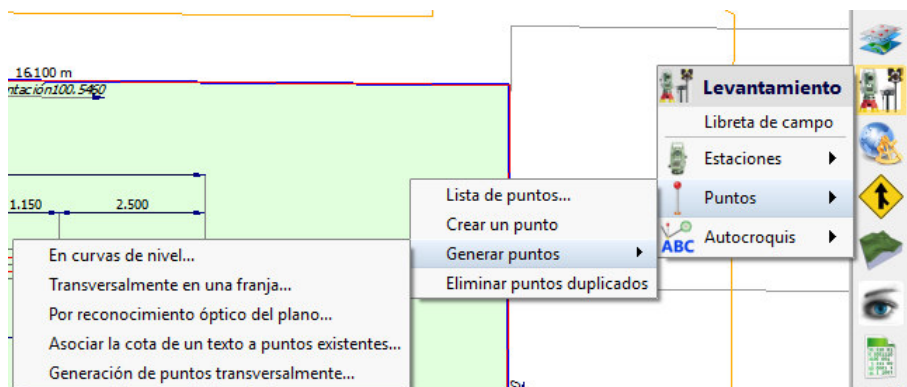 16.100 m
ntación100.5460
1.150
2.500
Levantamiento
Libreta de campo
Estaciones
Puntos
ABC Autocroquis
Lista de puntos...
Crear un punto
Generar puntos
Eliminar puntos duplicados
En curvas de nivel...
Transversalmente en una franja...
Por reconocimiento óptico del plano...
Asociar la cota de un texto a puntos existentes...
Generación de puntos transversalmente...